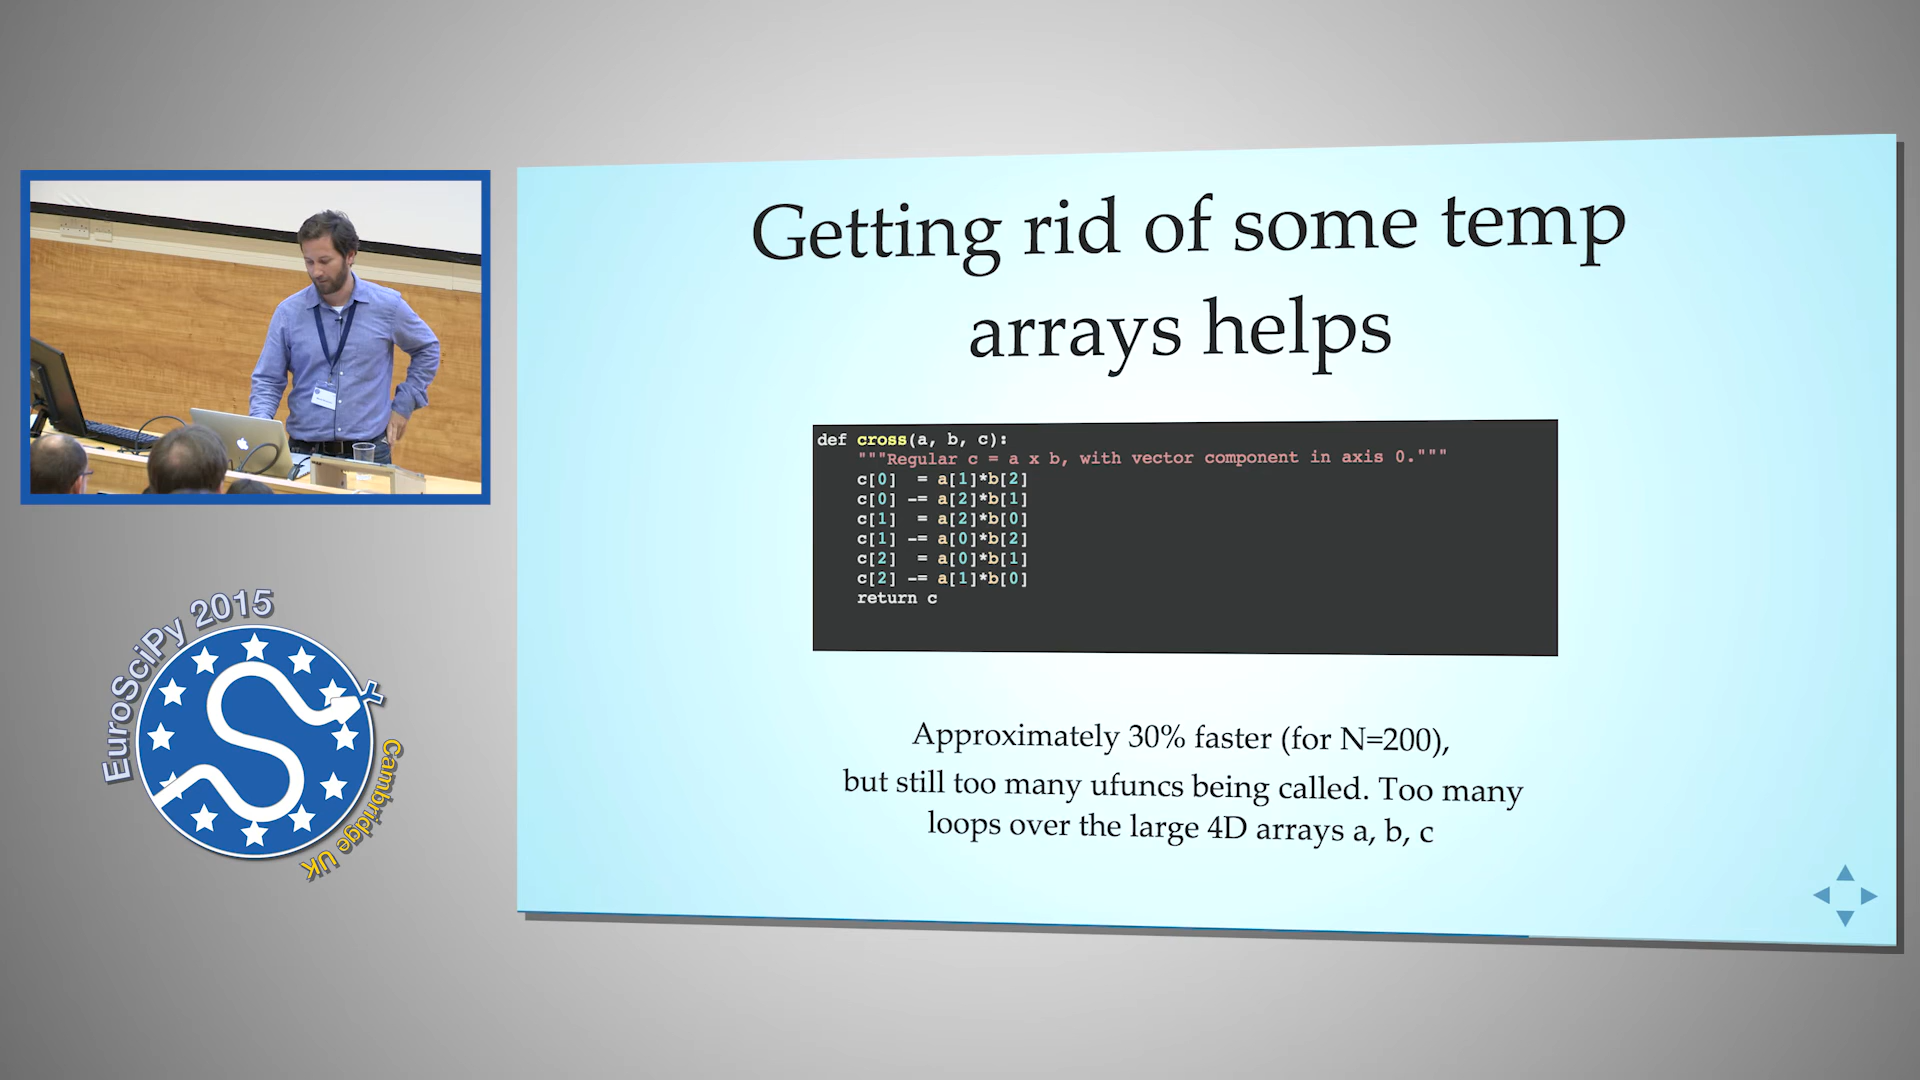 Getting rid of some temp
arrays helps
def cross(a, b, c):
    """Regular c = a x b, with vector component in axis 0."""
    c[0]  = a[1]*b[2]
    c[0] -= a[2]*b[1]
    c[1]  = a[2]*b[0]
    c[1] -= a[0]*b[2]
    c[2]  = a[0]*b[1]
    c[2] -= a[1]*b[0]
    return c
Approximately 30% faster (for N=200),
but still too many ufuncs being called. Too many
loops over the large 4D arrays a, b, c
EuroSciPy 2015
Cambridge UK